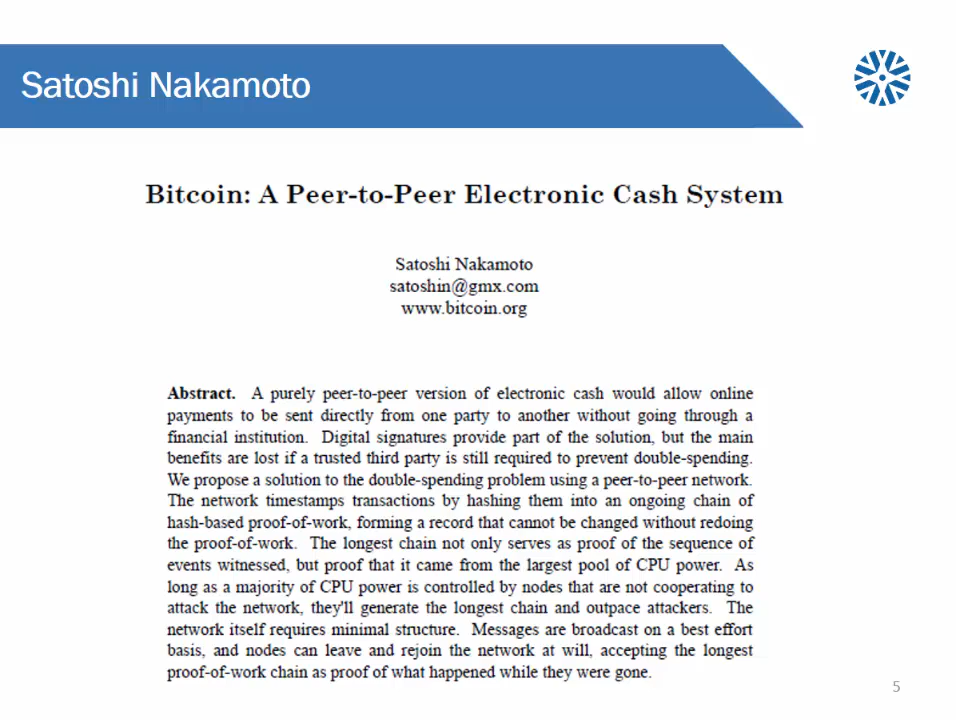 Satoshi Nakamoto
Bitcoin: A Peer-to-Peer Electronic Cash System
Satoshi Nakamoto
satoshin@gmx.com
www.bitcoin.org
Abstract. A purely peer-to-peer version of electronic cash would allow online
payments to be sent directly from one party to another without going through a
financial institution. Digital signatures provide part of the solution, but the main
benefits are lost if a trusted third party is still required to prevent double-spending.
We propose a solution to the double-spending problem using a peer-to-peer network.
The network timestamps transactions by hashing them into an ongoing chain of
hash-based proof-of-work, forming a record that cannot be changed without redoing
the proof-of-work. The longest chain not only serves as proof of the sequence of
events witnessed, but proof that it came from the largest pool of CPU power. As
long as a majority of CPU power is controlled by nodes that are not cooperating to
attack the network, they'll generate the longest chain and outpace attackers. The
network itself requires minimal structure. Messages are broadcast on a best effort
basis, and nodes can leave and rejoin the network at will, accepting the longest
proof-of-work chain as proof of what happened while they were gone.
5